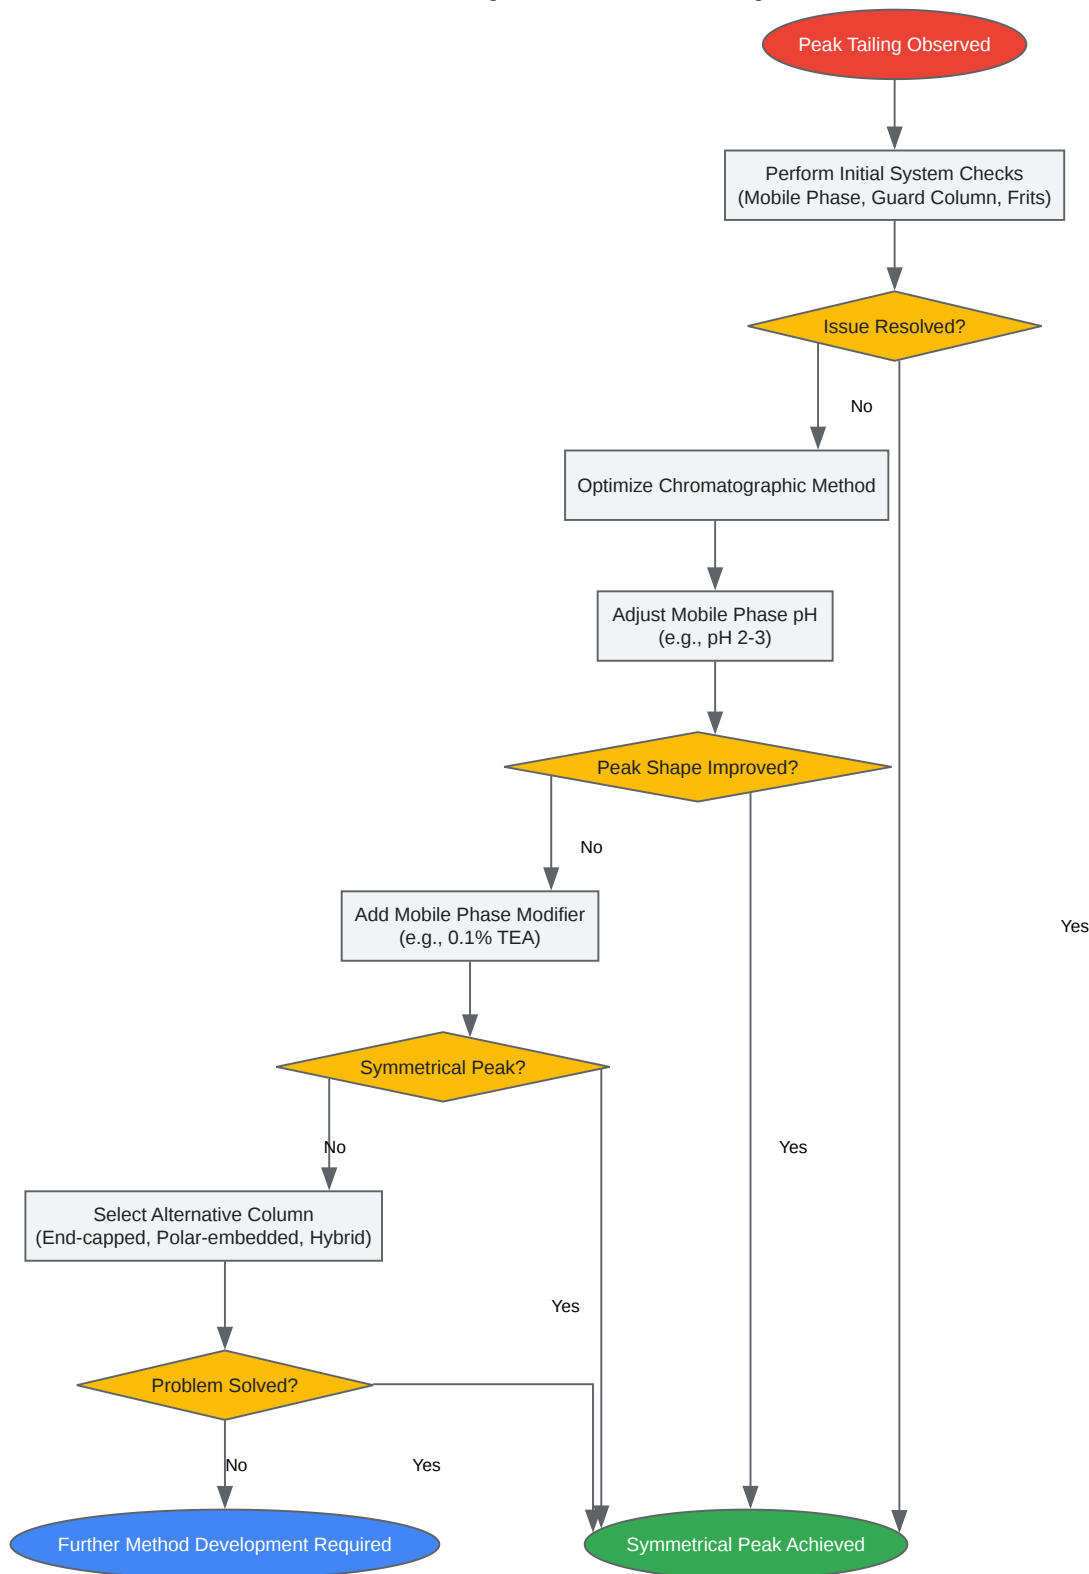 Peak Tailing Observed
Perform Initial System Checks
(Mobile Phase, Guard Column, Frits)
Issue Resolved?
No
Optimize Chromatographic Method
Adjust Mobile Phase pH
(e.g., pH 2-3)
Peak Shape Improved?
No
Add Mobile Phase Modifier
(e.g., 0.1% TEA)
Yes
Symmetrical Peak?
No
Yes
Select Alternative Column
(End-capped, Polar-embedded, Hybrid)
Yes
Problem Solved?
No
Yes
Further Method Development Required
Symmetrical Peak Achieved